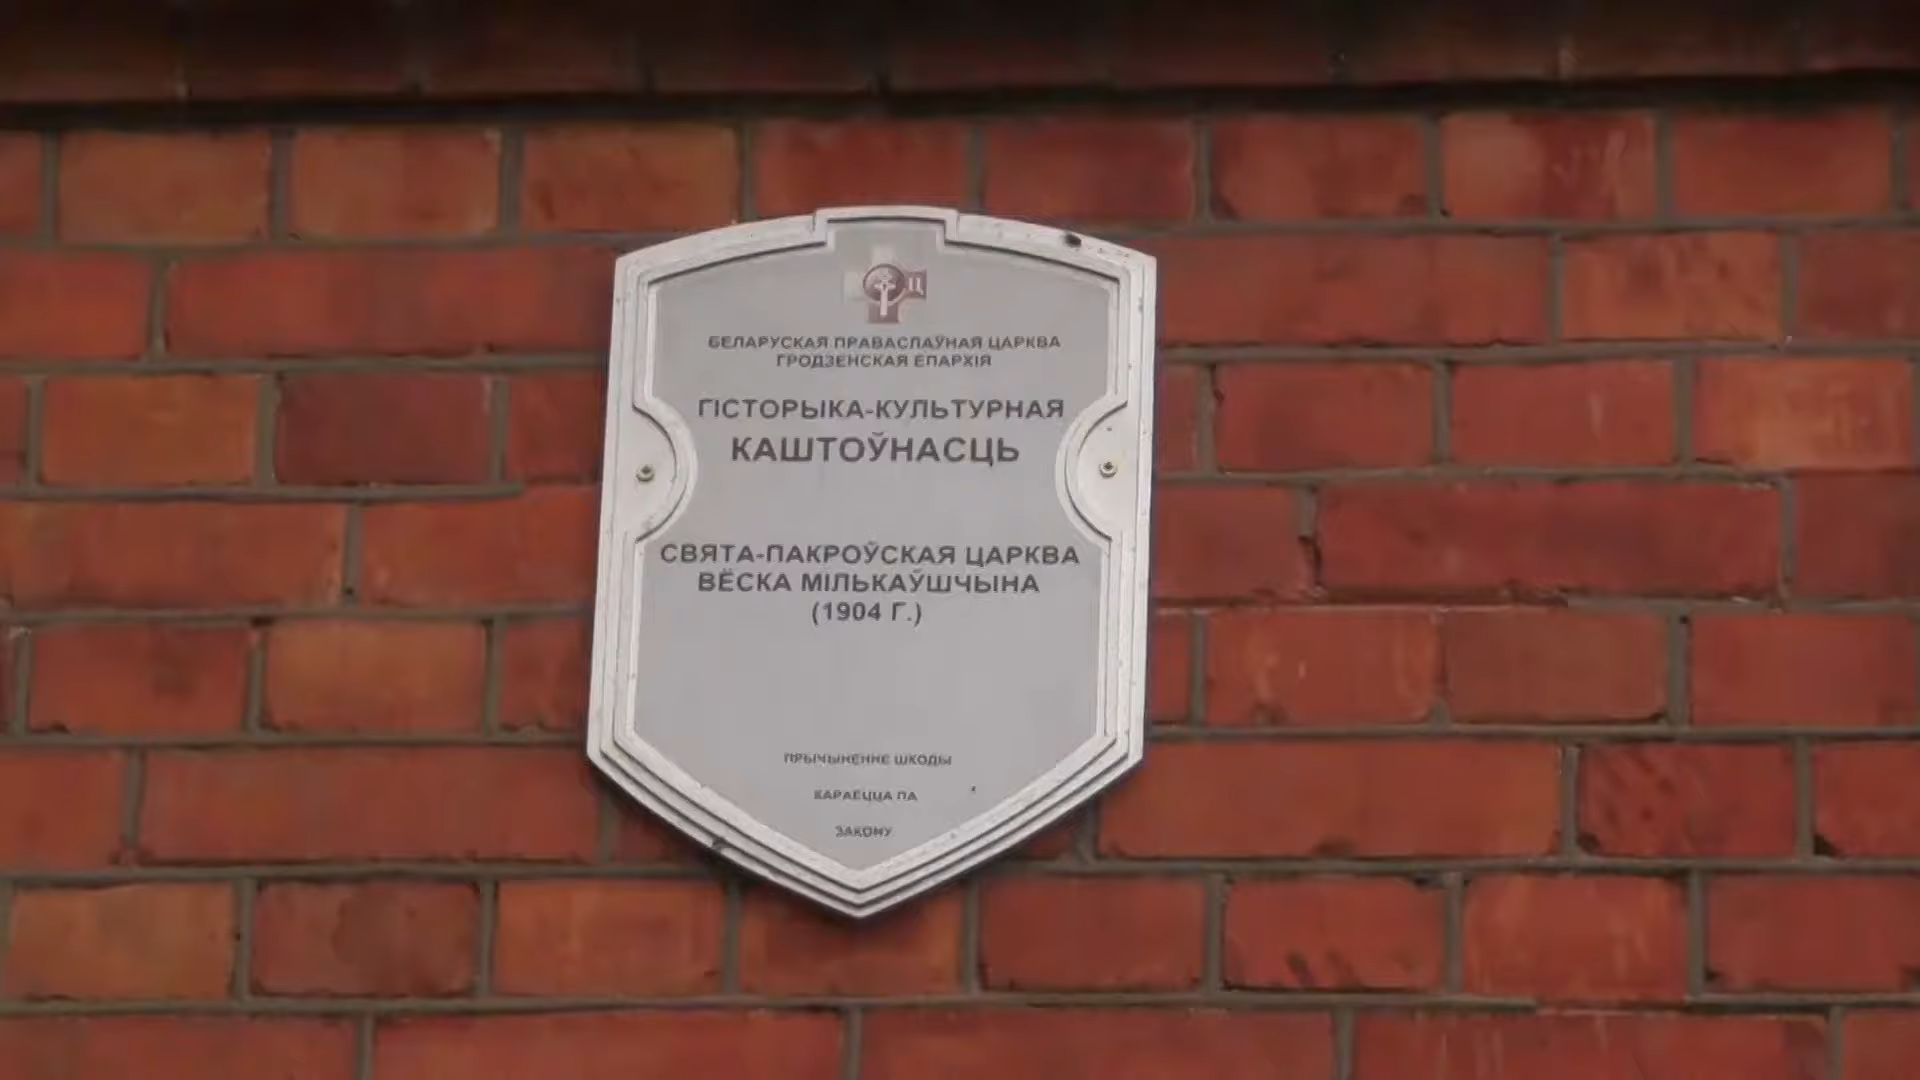 Ц
БЕЛАРУСКАЯ ПРАВАСЛАЎНАЯ ЦАРКВА
ГРОДЗЕНСКАЯ ЕПАРХІЯ
ГІСТОРЫКА-КУЛЬТУРНАЯ
КАШТОЎНАСЦЬ
СВЯТА-ПАКРОЎСКАЯ ЦАРКВА
ВЁСКА МІЛЬКАЎШЧЫНА
(1904 Г.)
ПРЫЧЫНЕННЕ ШКОДЫ
КАРАЕЦЦА ПА
ЗАКОНУ